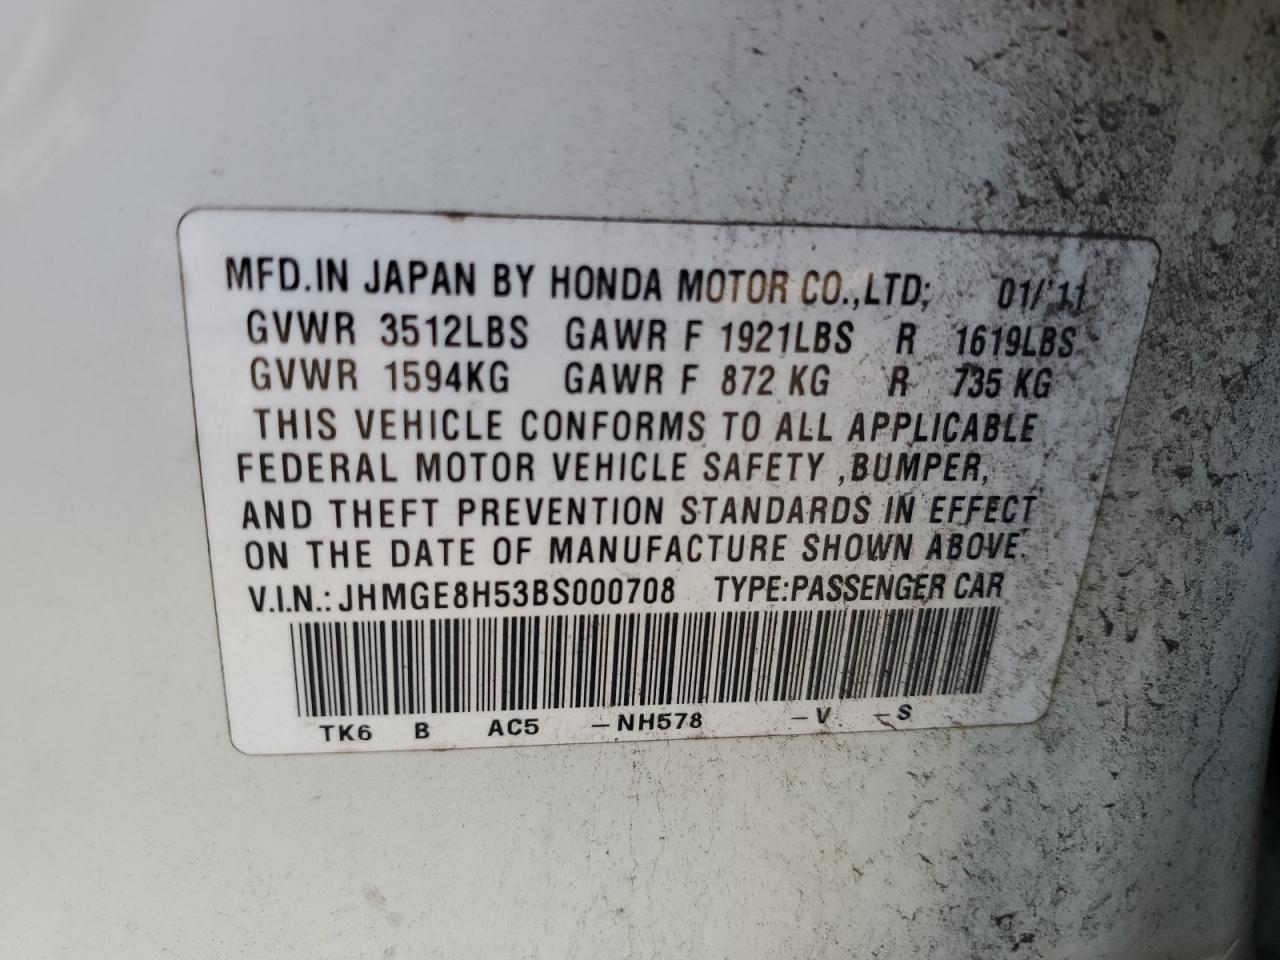 MFD.IN JAPAN BY HONDA MOTOR CO.,LTD; 01/'11
GVWR 3512LBS GAWR F 1921LBS R 1619LBS
GVWR 1594KG GAWR F 872 KG R 735 KG
THIS VEHICLE CONFORMS TO ALL APPLICABLE
FEDERAL MOTOR VEHICLE SAFETY ,BUMPER,
AND THEFT PREVENTION STANDARDS IN EFFECT
ON THE DATE OF MANUFACTURE SHOWN ABOVE.
V.I.N.: JHMGE8H53BS000708 TYPE:PASSENGER CAR
TK6 B AC5 -NH578 -V -S